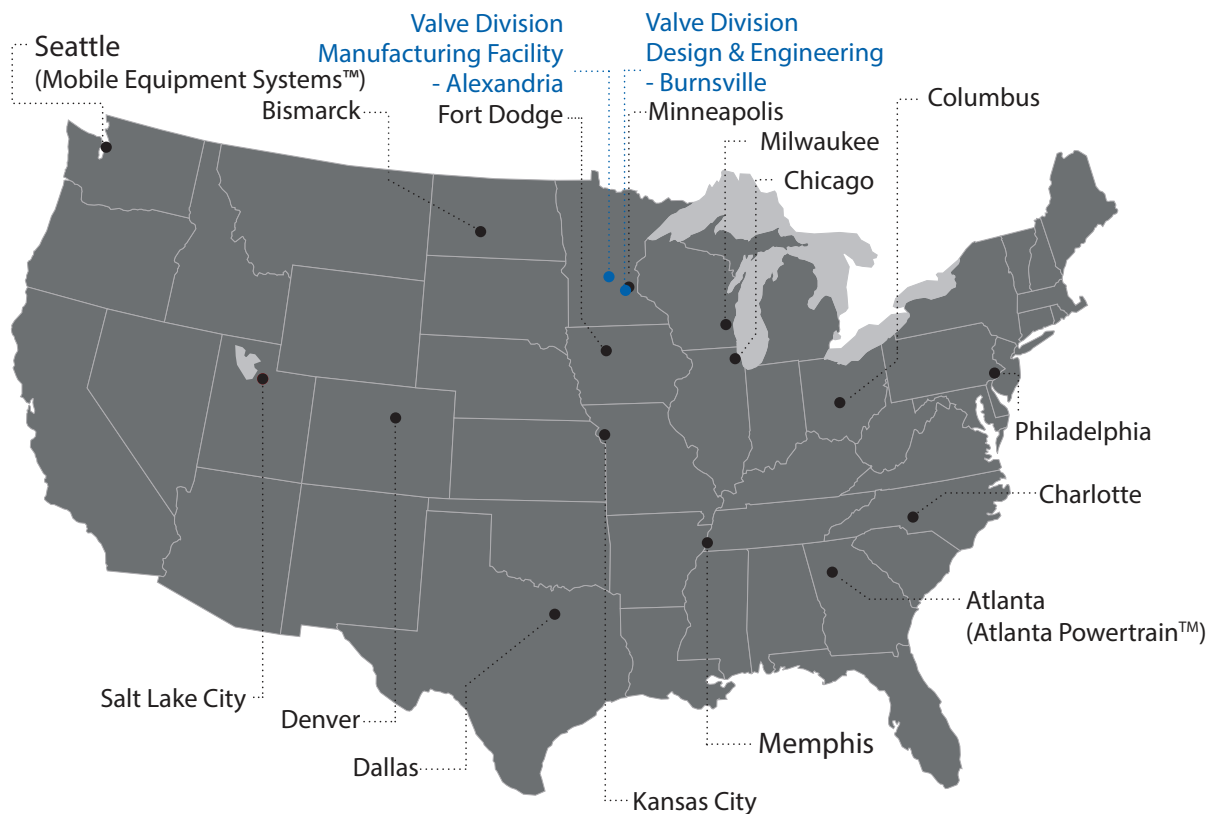 Valve Division
Manufacturing Facility
- Alexandria
Valve Division
Design & Engineering
- Burnsville
Seattle
(Mobile Equipment Systems™)
Bismarck
Fort Dodge
Minneapolis
Columbus
Milwaukee
Chicago
Philadelphia
Charlotte
Atlanta
(Atlanta Powertrain™)
Salt Lake City
Denver
Dallas
Memphis
Kansas City